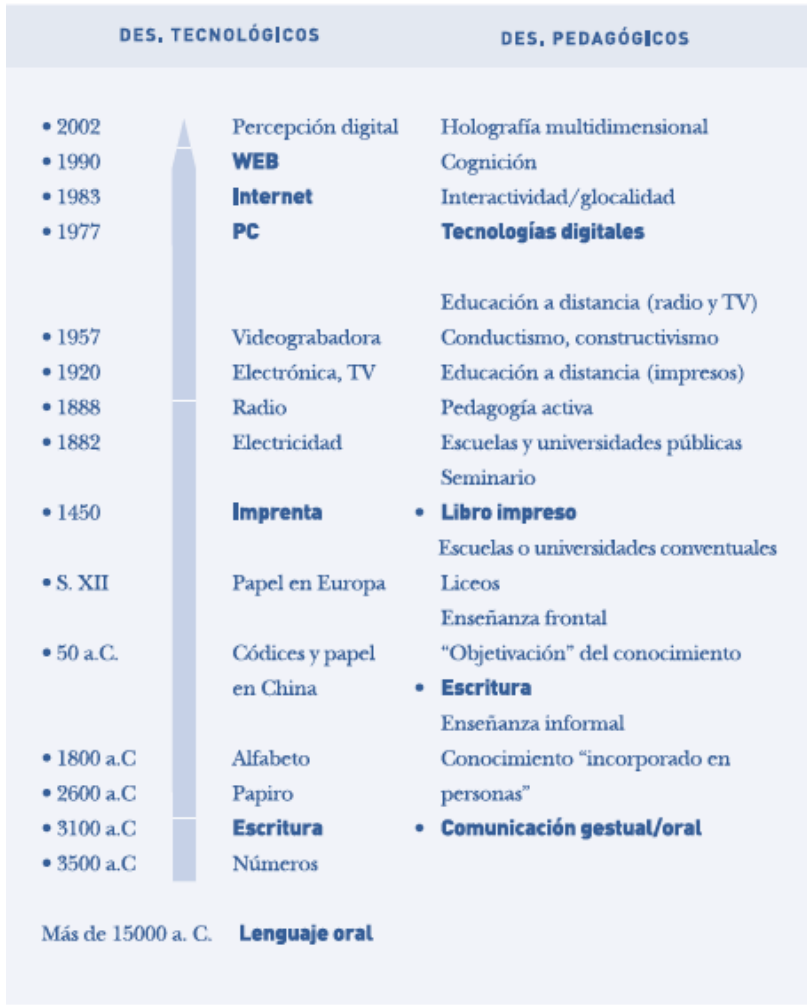 DES, TECNOLÓGICOS DES, PEDAGÓGICOS
• 2002 Percepción digital Holografía multidimensional
• 1990 WEB Cognición
• 1983 Internet Interactividad/glocalidad
• 1977 PC Tecnologías digitales
Educación a distancia (radio y TV)
• 1957 Videograbadora Conductismo, constructivismo
• 1920 Electrónica, TV Educación a distancia (impresos)
• 1888 Radio Pedagogía activa
• 1882 Electricidad Escuelas y universidades públicas
Seminario
• 1450 Imprenta • Libro impreso
Escuelas o universidades conventuales
• S. XII Papel en Europa Liceos
Enseñanza frontal
• 50 a.C. Códices y papel “Objetivación” del conocimiento
en China • Escritura
Enseñanza informal
• 1800 a.C Alfabeto Conocimiento “incorporado en
• 2600 a.C Papiro personas”
• 3100 a.C Escritura • Comunicación gestual/oral
• 3500 a.C Números
Más de 15000 a. C. Lenguaje oral